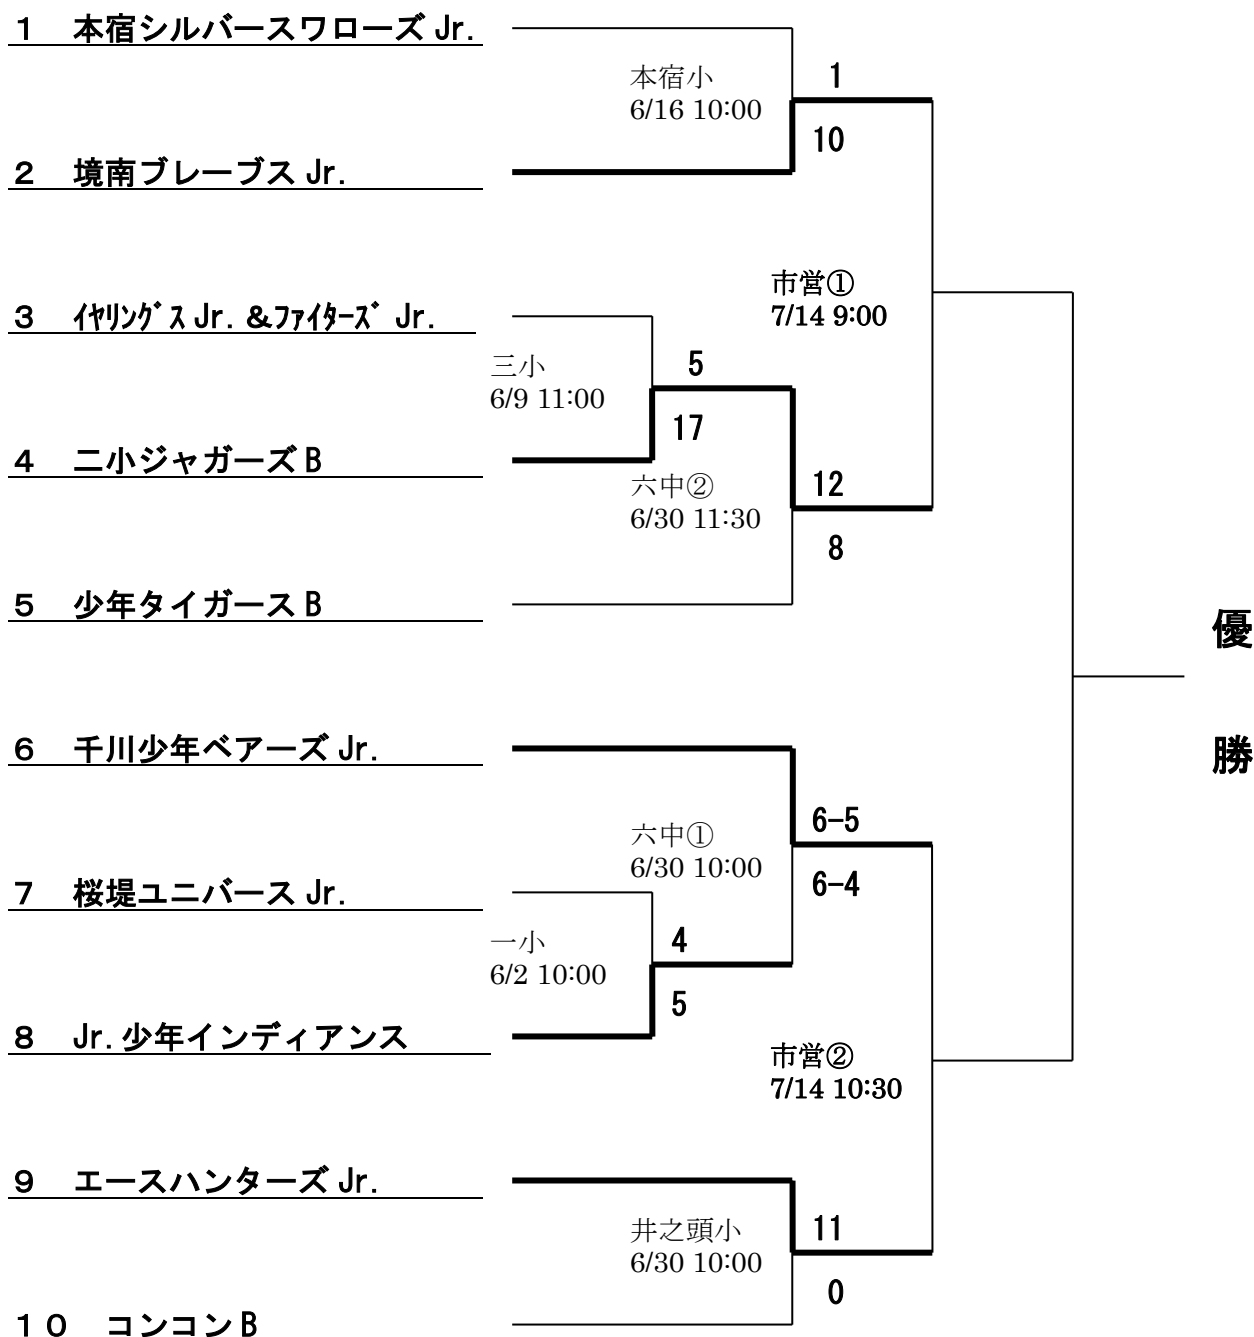 1 本宿シルバースワローズ Jr.
本宿小
6/16 10:00
1
10
2 境南ブレーブス Jr.
市営①
7/14 9:00
3 ｲﾔﾘﾝｸﾞｽ Jr.＆ﾌｧｲﾀｰｽﾞ Jr.
三小
6/9 11:00
5
17
4 二小ジャガーズ B
六中②
6/30 11:30
12
8
5 少年タイガース B
優
勝
6 千川少年ベアーズ Jr.
六中①
6/30 10:00
6-5
6-4
7 桜堤ユニバース Jr.
一小
6/2 10:00
4
5
8 Jr.少年インディアンス
市営②
7/14 10:30
9 エースハンターズ Jr.
井之頭小
6/30 10:00
11
0
10 コンコン B